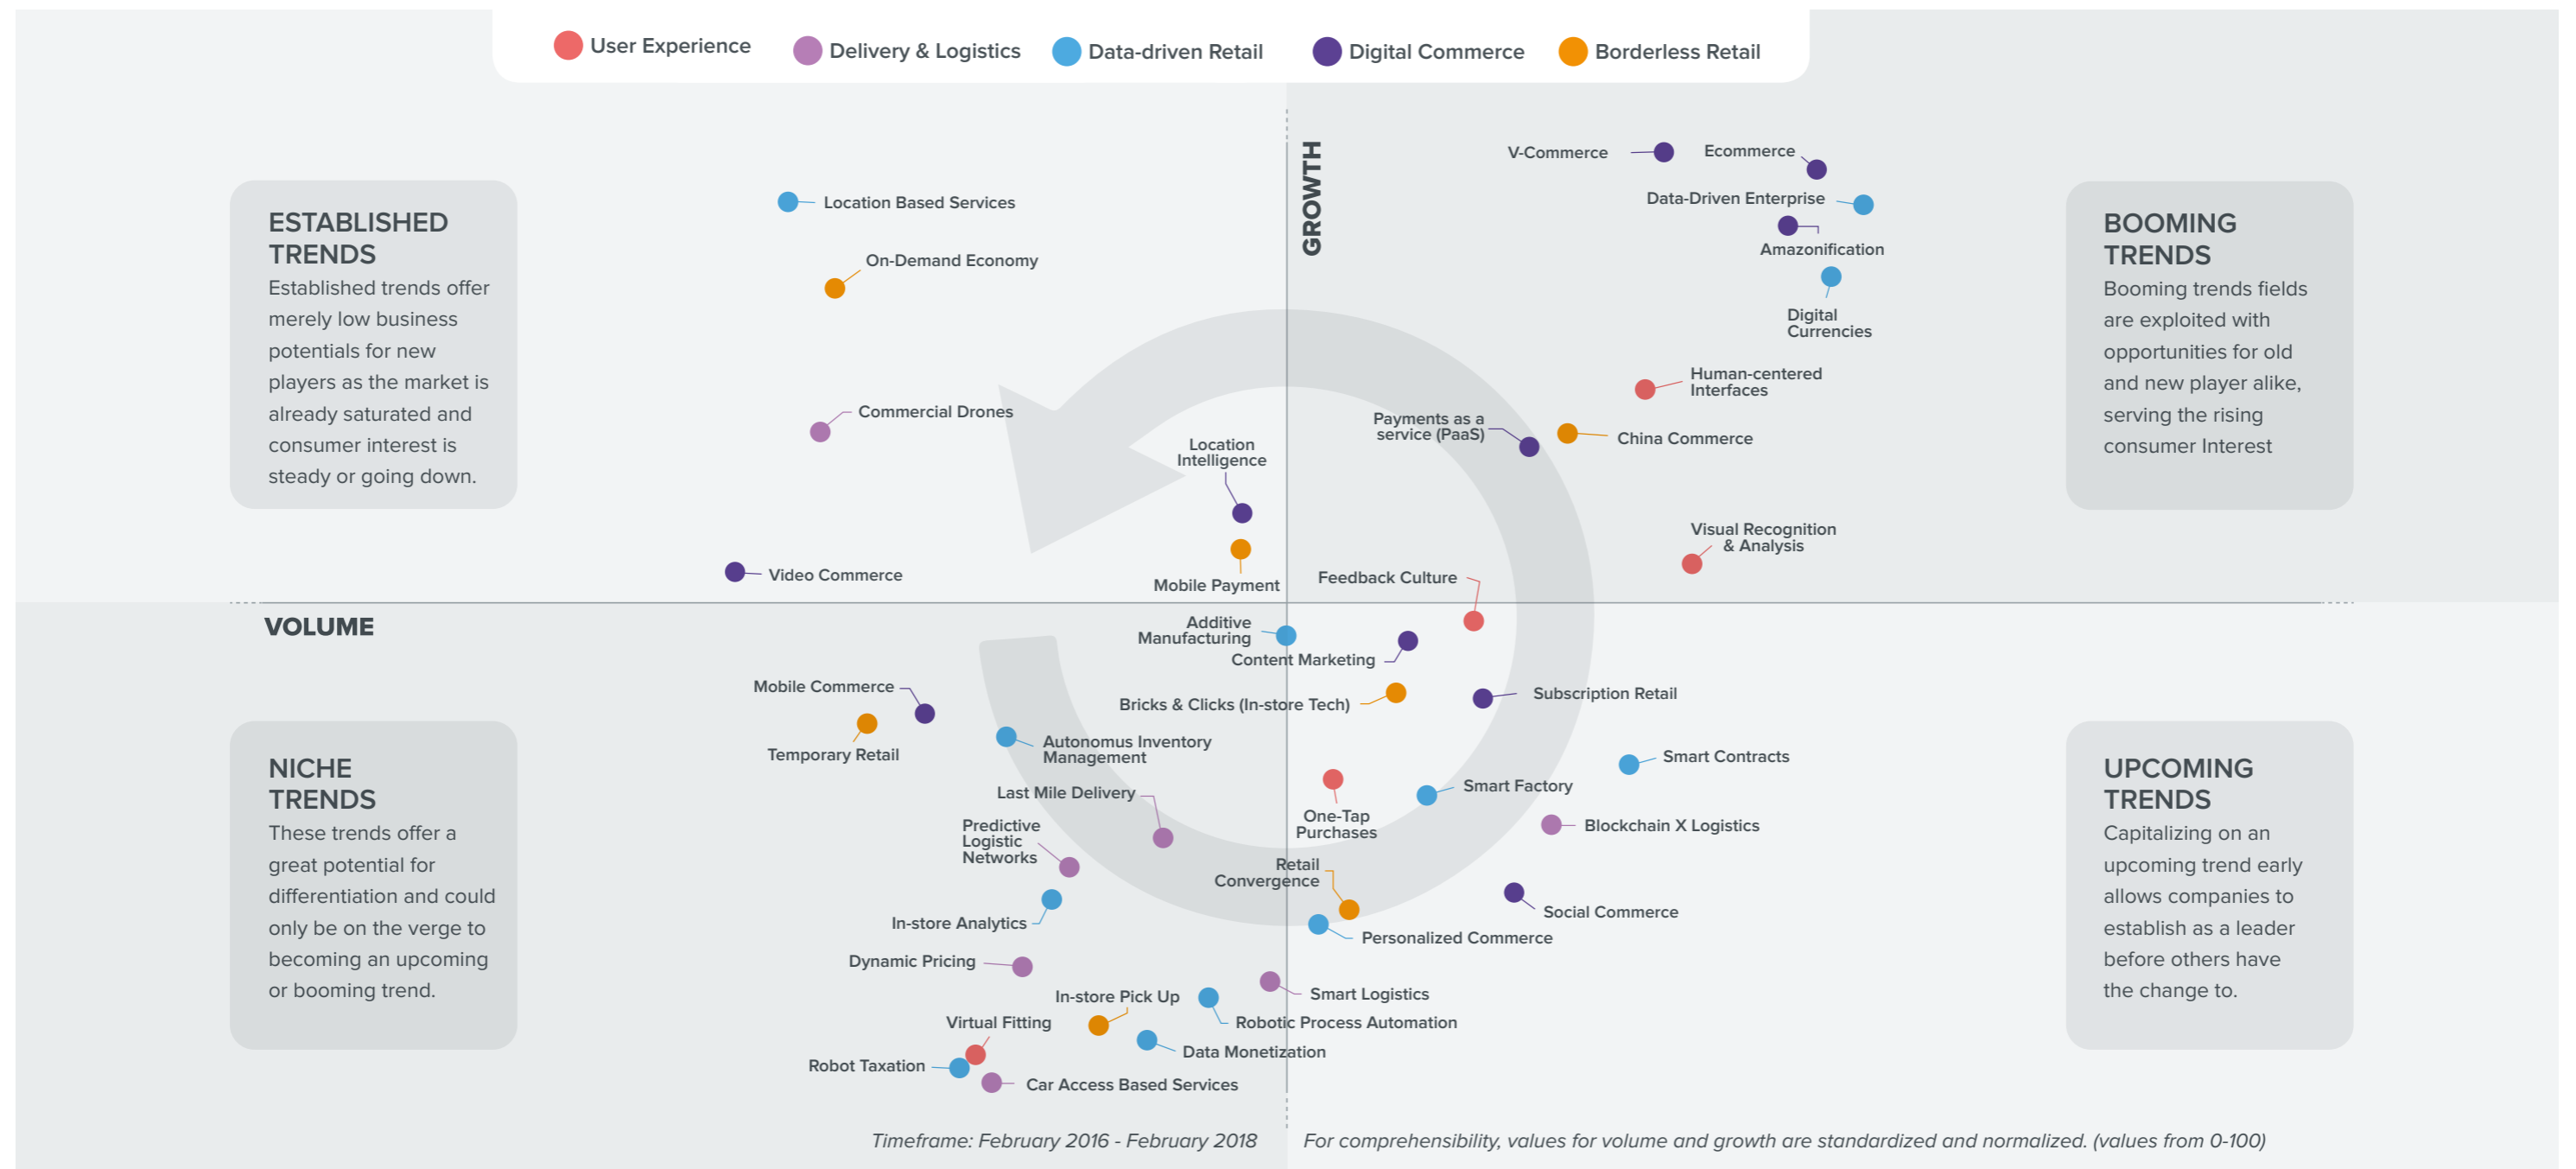 User Experience
Delivery & Logistics
Data-driven Retail
Digital Commerce
Borderless Retail
GROWTH
VOLUME
ESTABLISHED
TRENDS
Established trends offer
merely low business
potentials for new
players as the market is
already saturated and
consumer interest is
steady or going down.
Location Based Services
On-Demand Economy
Commercial Drones
Location
Intelligence
Mobile Payment
Video Commerce
V-Commerce
Ecommerce
Data-Driven Enterprise
Amazonification
Digital
Currencies
Human-centered
Interfaces
Payments as a
service (PaaS)
China Commerce
Visual Recognition
& Analysis
Feedback Culture
BOOMING
TRENDS
Booming trends fields
are exploited with
opportunities for old
and new player alike,
serving the rising
consumer Interest
NICHE
TRENDS
These trends offer a
great potential for
differentiation and could
only be on the verge to
becoming an upcoming
or booming trend.
Additive
Manufacturing
Content Marketing
Mobile Commerce
Bricks & Clicks (In-store Tech)
Temporary Retail
Autonomus Inventory
Management
Last Mile Delivery
Predictive
Logistic
Networks
In-store Analytics
Dynamic Pricing
In-store Pick Up
Virtual Fitting
Robot Taxation
Car Access Based Services
Data Monetization
Robotic Process Automation
Smart Logistics
Subscription Retail
Smart Contracts
Smart Factory
One-Tap
Purchases
Blockchain X Logistics
Retail
Convergence
Social Commerce
Personalized Commerce
UPCOMING
TRENDS
Capitalizing on an
upcoming trend early
allows companies to
establish as a leader
before others have
the change to.
Timeframe: February 2016 - February 2018
For comprehensibility, values for volume and growth are standardized and normalized. (values from 0-100)